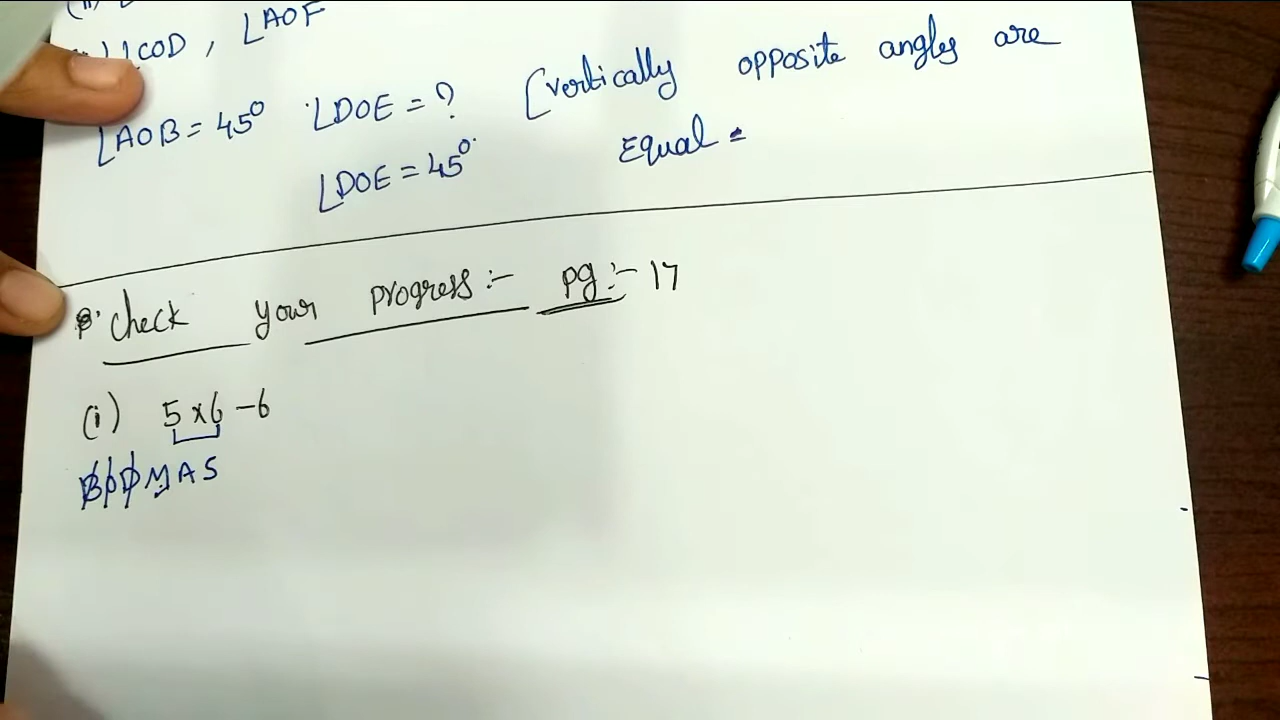 ∠COD , ∠AOF
∠AOB = 45° ∠DOE = ? [vertically opposite angles are
∠DOE = 45° Equal
check your progress :- pg :- 17
(i) 5 x 6 - 6
BODMAS